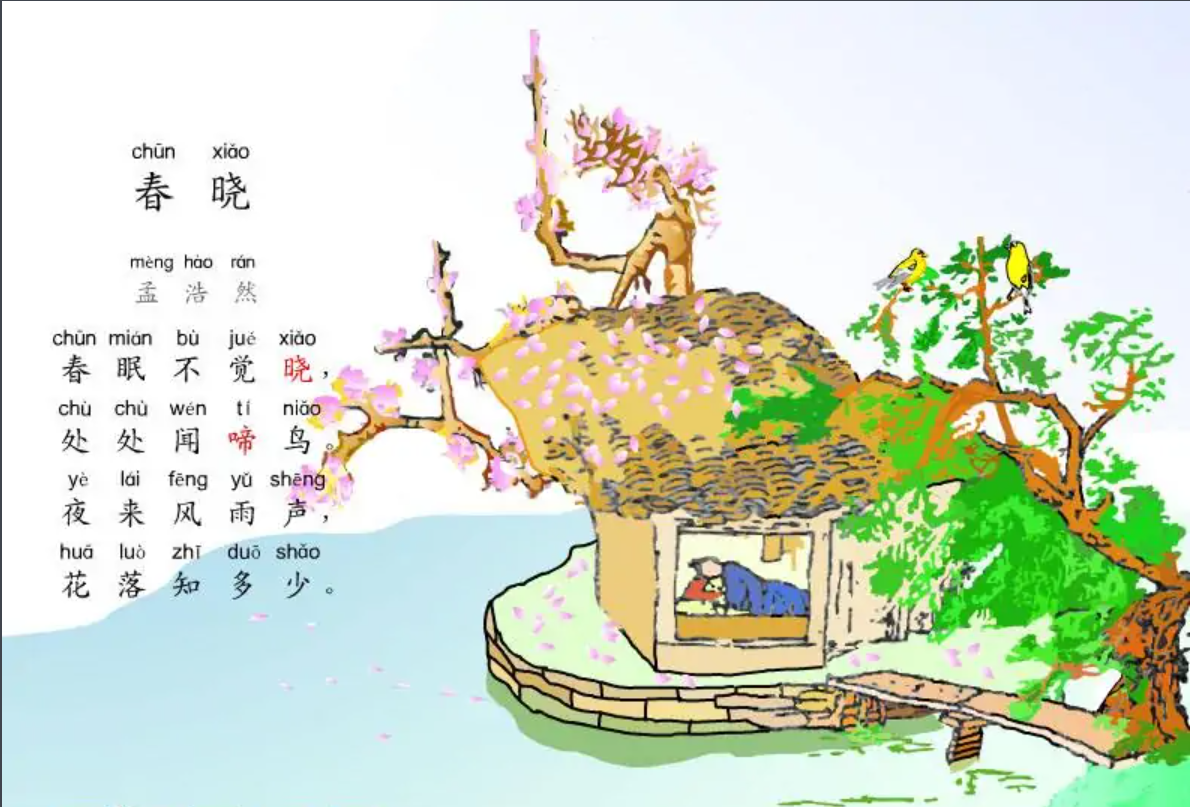 chūn xiǎo
春 晓
mèng hào rán
孟 浩 然
chūn mián bù jué xiǎo
春 眠 不 觉 晓，
chù chù wén tí niǎo
处 处 闻 啼 鸟。
yè lái fēng yǔ shēng
夜 来 风 雨 声，
huā luò zhī duō shǎo
花 落 知 多 少。